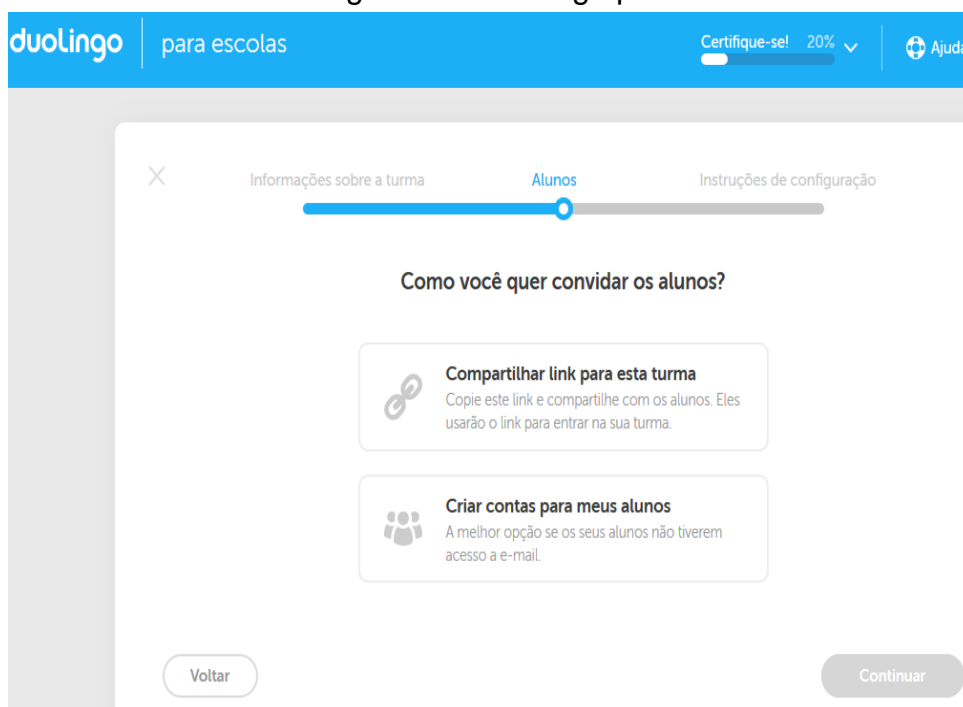 duolingo para escolas Certifique-se! 20% Ajuda
Informações sobre a turma Alunos Instruções de configuração
Como você quer convidar os alunos?
Compartilhar link para esta turma
Copie este link e compartilhe com os alunos. Eles
usarão o link para entrar na sua turma.
Criar contas para meus alunos
A melhor opção se os seus alunos não tiverem
acesso a e-mail.
Voltar Continuar